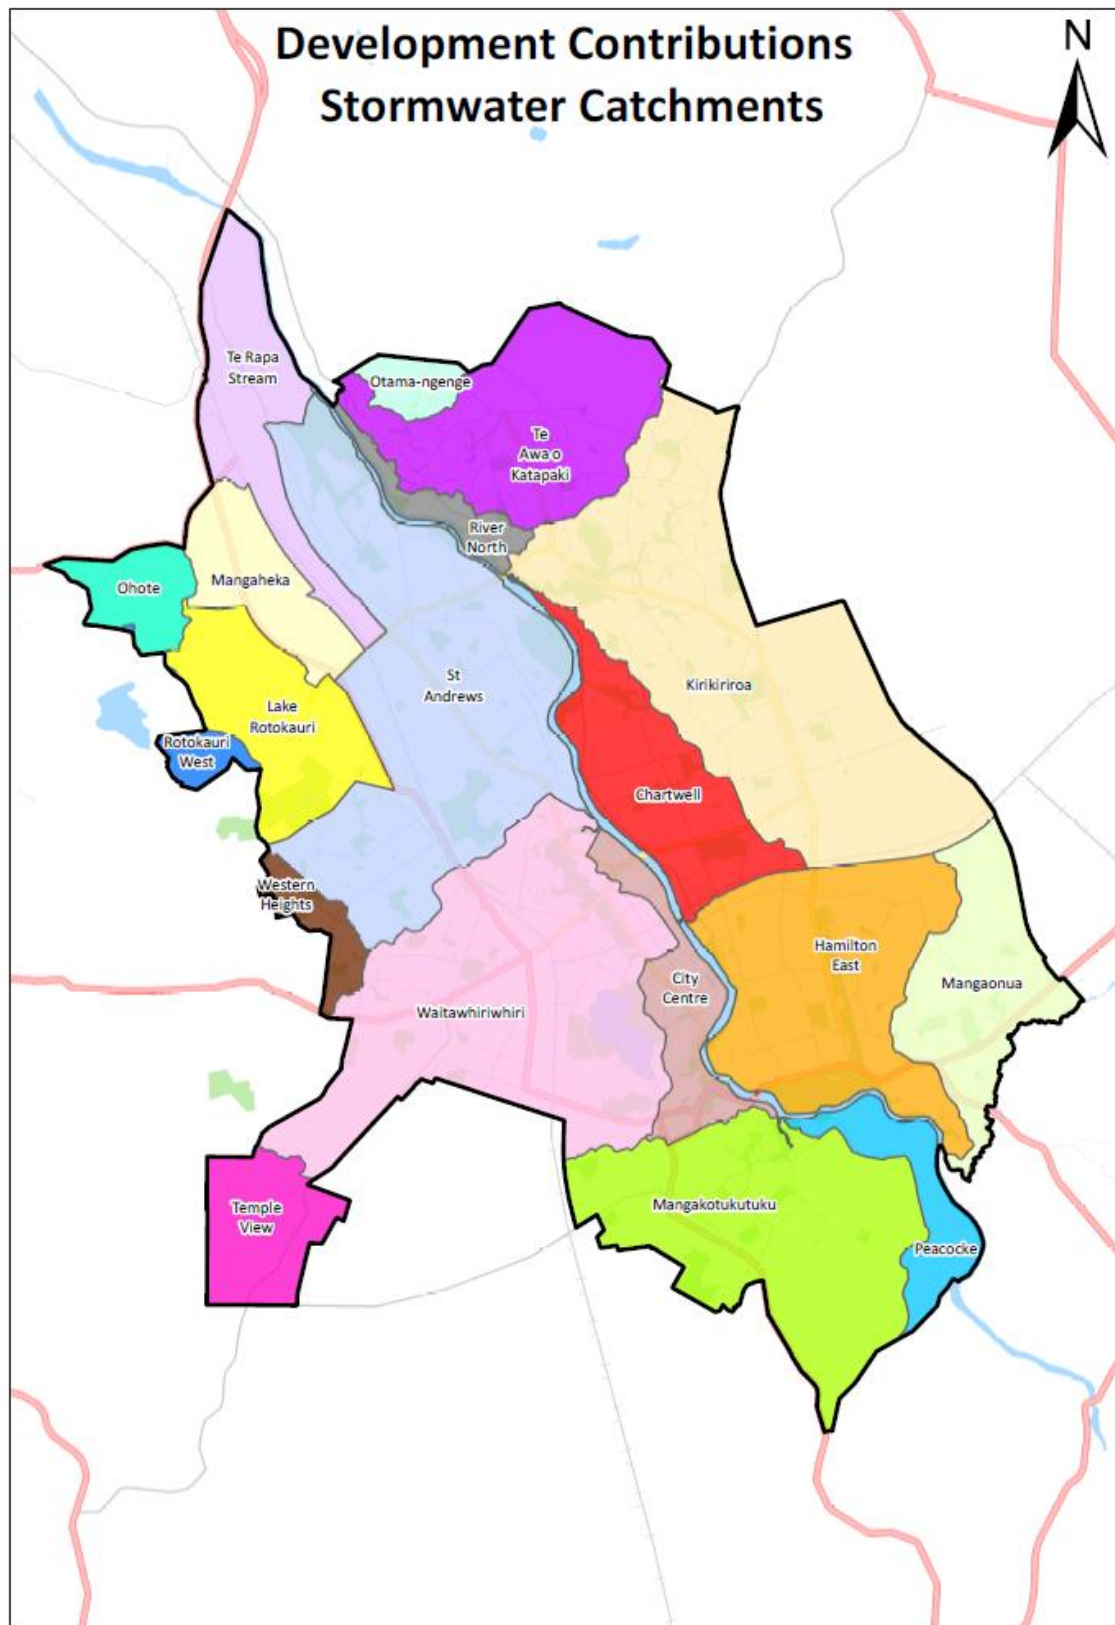 Development Contributions
Stormwater Catchments
N
Te Rapa
Stream
Otama-ngenge
Te
Awa o
Katapaki
River
North
Ohote
Mangaheka
St
Andrews
Kirikiriroa
Lake
Rotokauri
Rotokauri
West
Chartwell
Western
Heights
Hamilton
East
City
Centre
Mangaonua
Waitawhiriwhiri
Temple
View
Mangakotukutuku
Peacocke